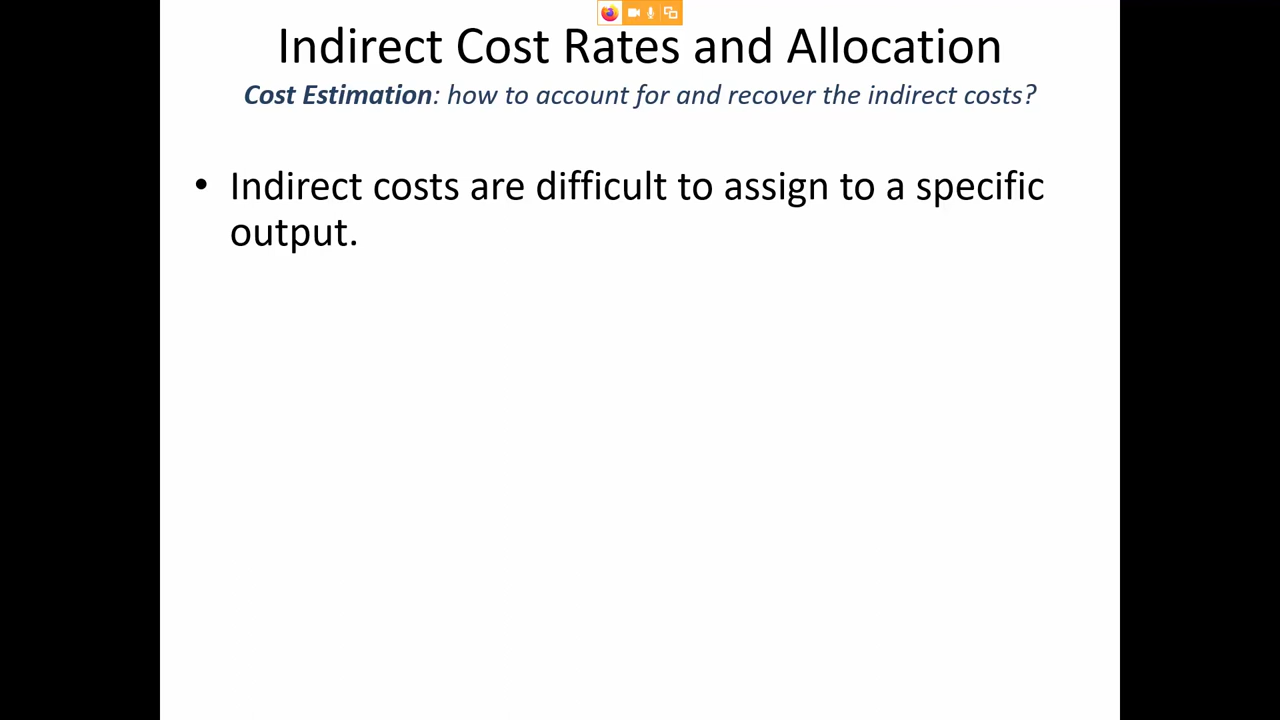 Indirect Cost Rates and Allocation
Cost Estimation: how to account for and recover the indirect costs?
• Indirect costs are difficult to assign to a specific
output.